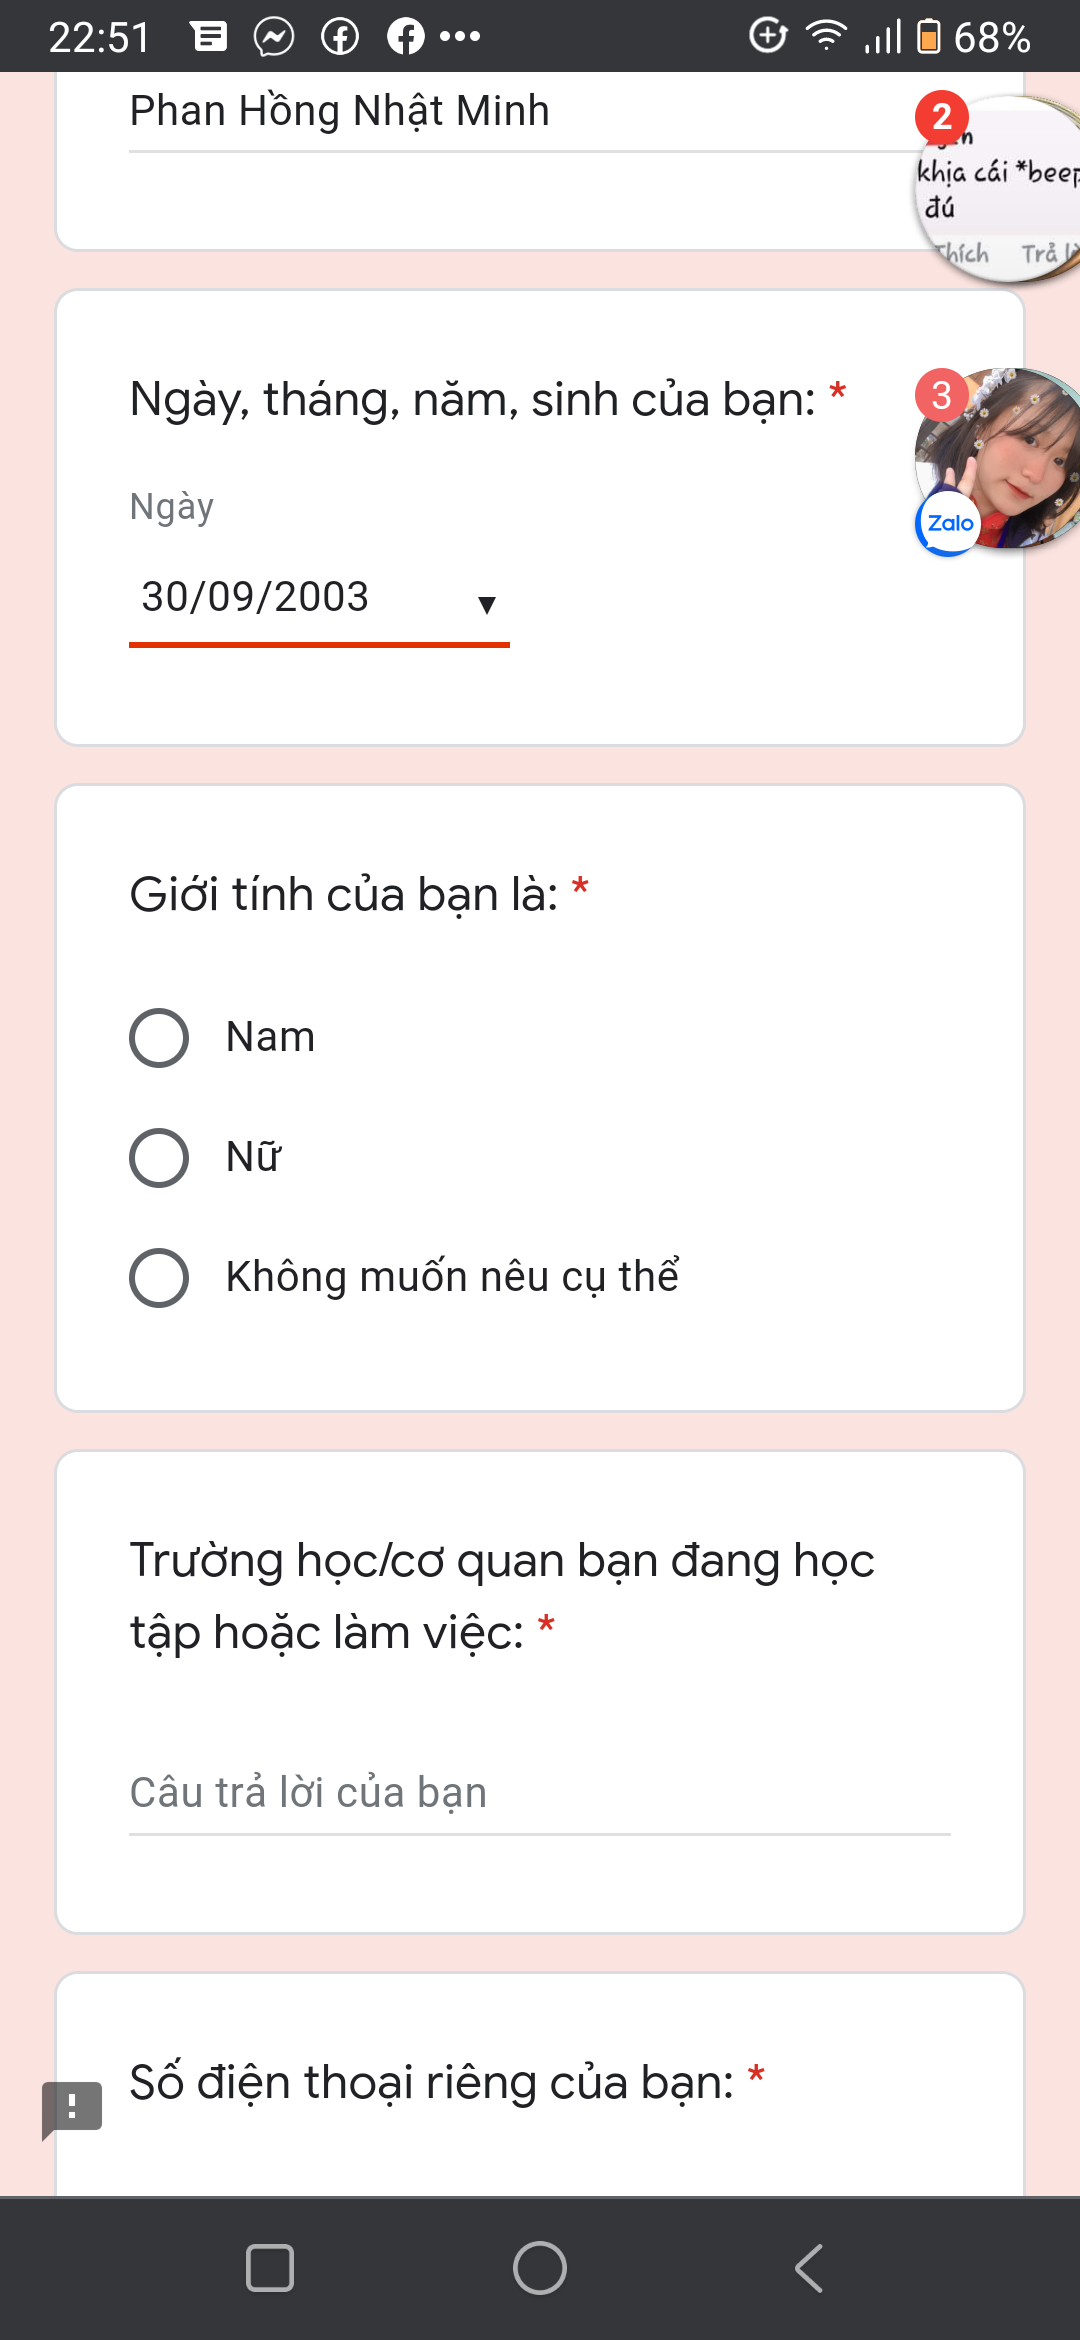 22:51
68%
Phan Hồng Nhật Minh
2
khịa cái *beep
đú
Thích Trả
Ngày, tháng, năm, sinh của bạn: *
3
Zalo
Ngày
30/09/2003
Giới tính của bạn là: *
Nam
Nữ
Không muốn nêu cụ thể
Trường học/cơ quan bạn đang học
tập hoặc làm việc: *
Câu trả lời của bạn
Số điện thoại riêng của bạn: *